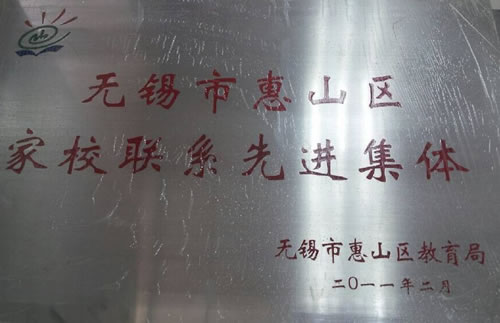 无锡市惠山区
家校联系先进集体
无锡市惠山区教育局
二〇一一年二月